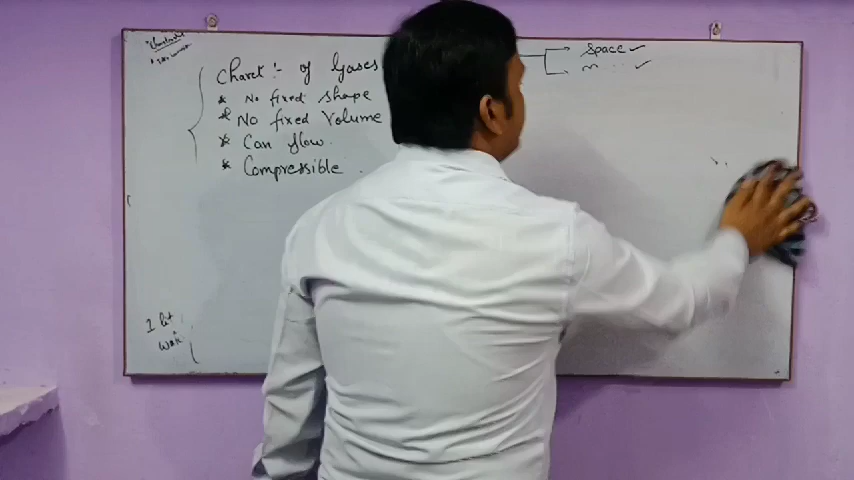 Charct :- of Gases
* No fixed shape
* No fixed Volume
* Can flow.
* Compressible.
Space ✓
m ✓
1 lit